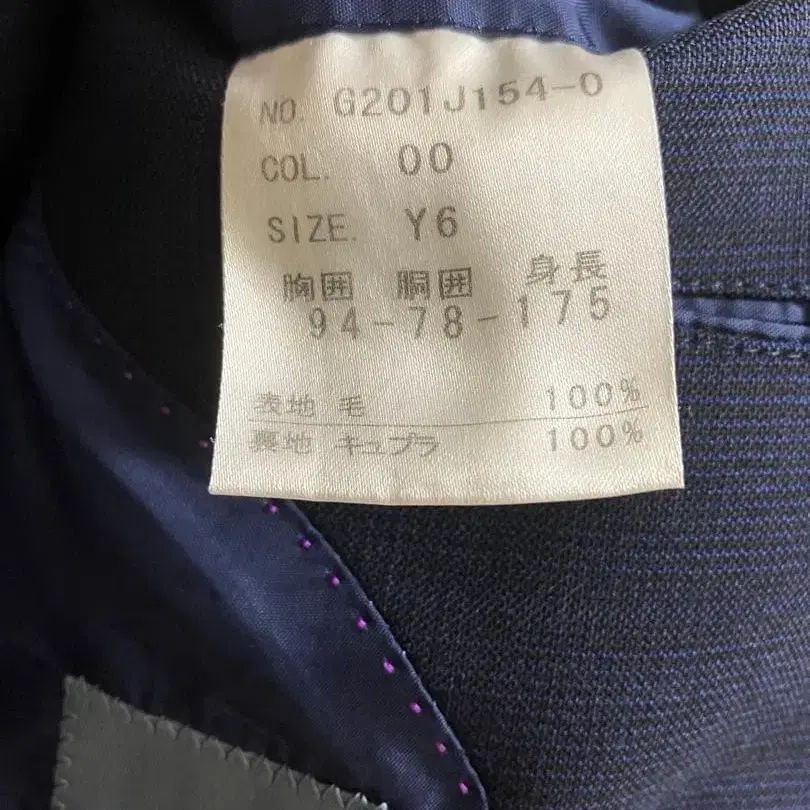 NO. G201J154-0
COL. 00
SIZE. Y6
胸囲 胴囲 身長
94-78-175
表地 毛 100%
裏地 キュプラ 100%